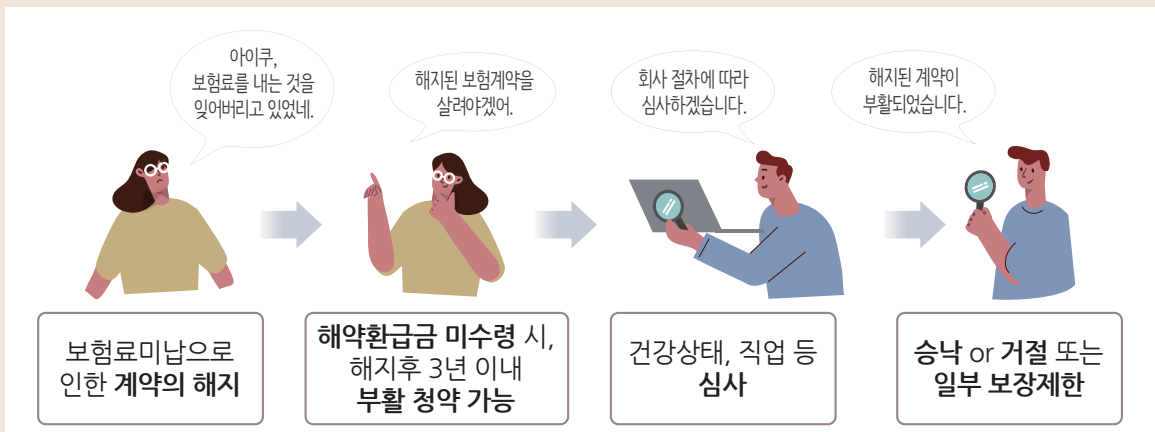 아이쿠,
보험료를 내는 것을
잊어버리고 있었네.
해지된 보험계약을
살려야겠어.
회사 절차에 따라
심사하겠습니다.
해지된 계약이
부활되었습니다.
보험료미납으로
인한 계약의 해지
해약환급금 미수령 시,
해지후 3년 이내
부활 청약 가능
건강상태, 직업 등
심사
승낙 or 거절 또는
일부 보장제한